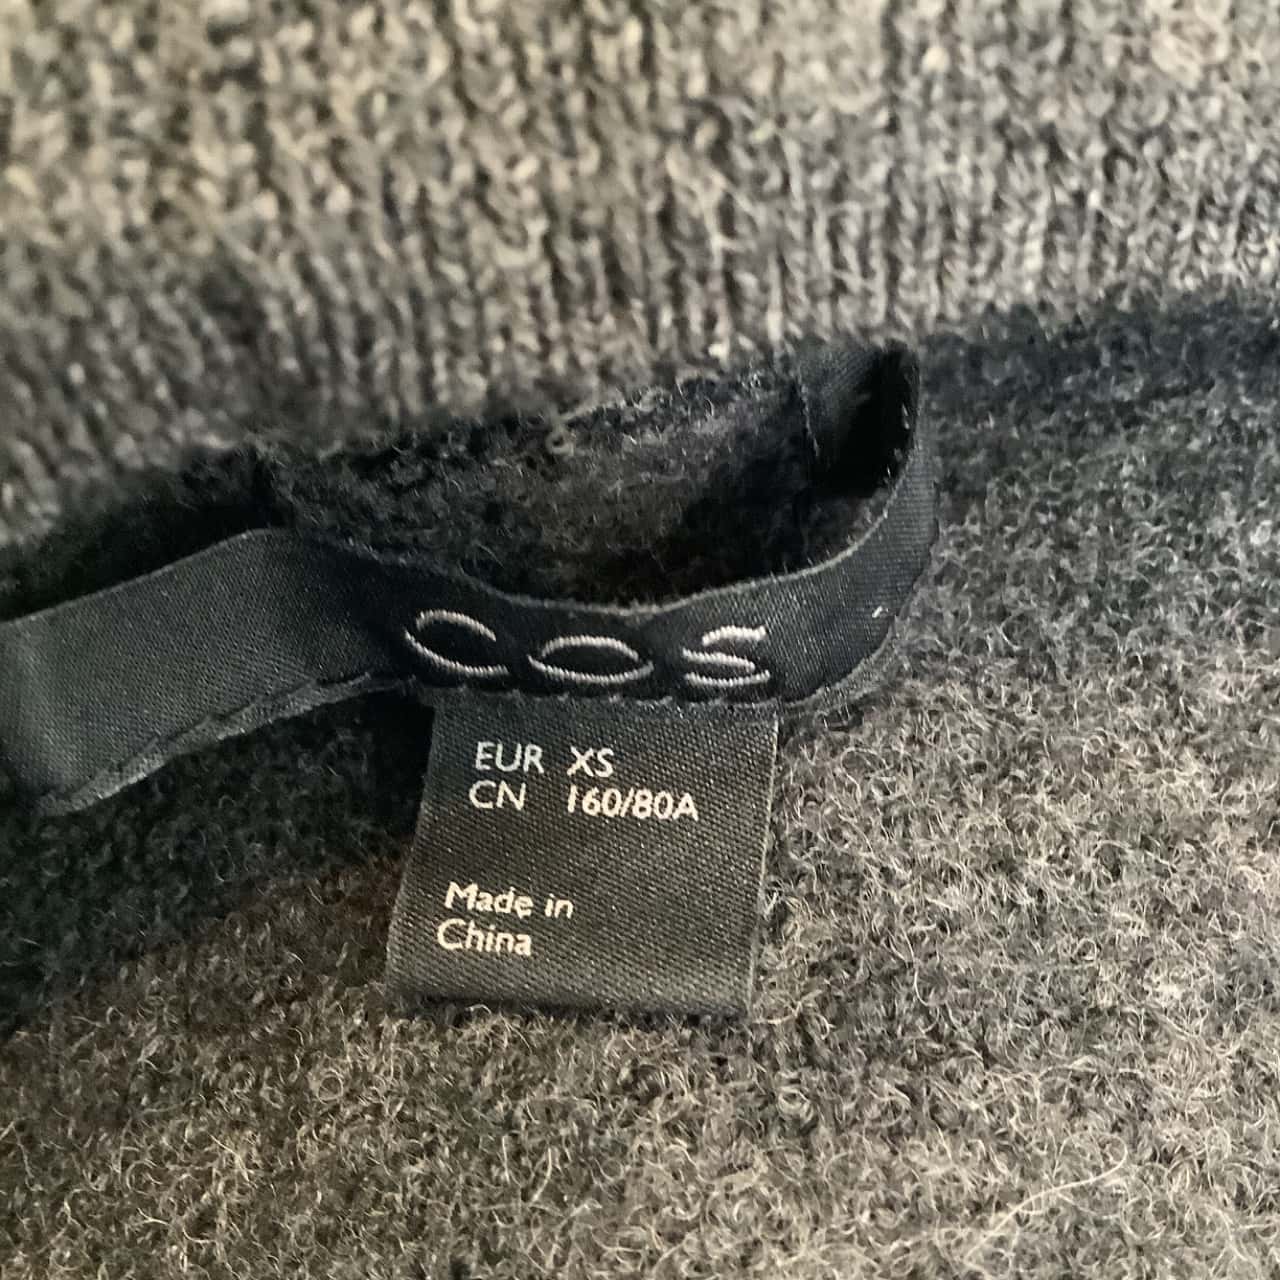 COS
EUR XS
CN 160/80A
Made in
China